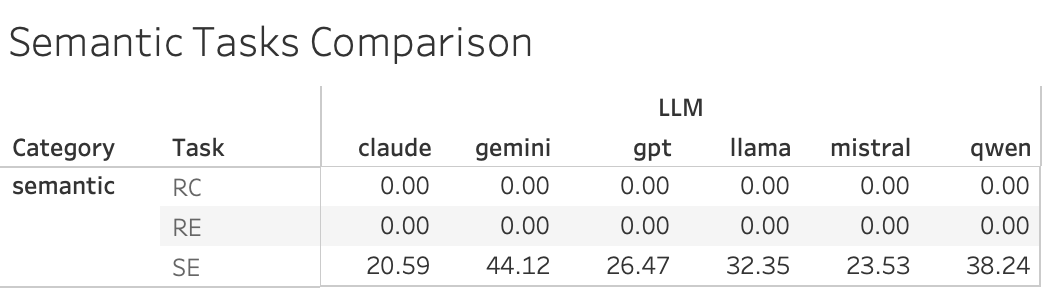 Semantic Tasks Comparison
LLM
Category Task claude gemini gpt llama mistral qwen
semantic RC 0.00 0.00 0.00 0.00 0.00 0.00
RE 0.00 0.00 0.00 0.00 0.00 0.00
SE 20.59 44.12 26.47 32.35 23.53 38.24